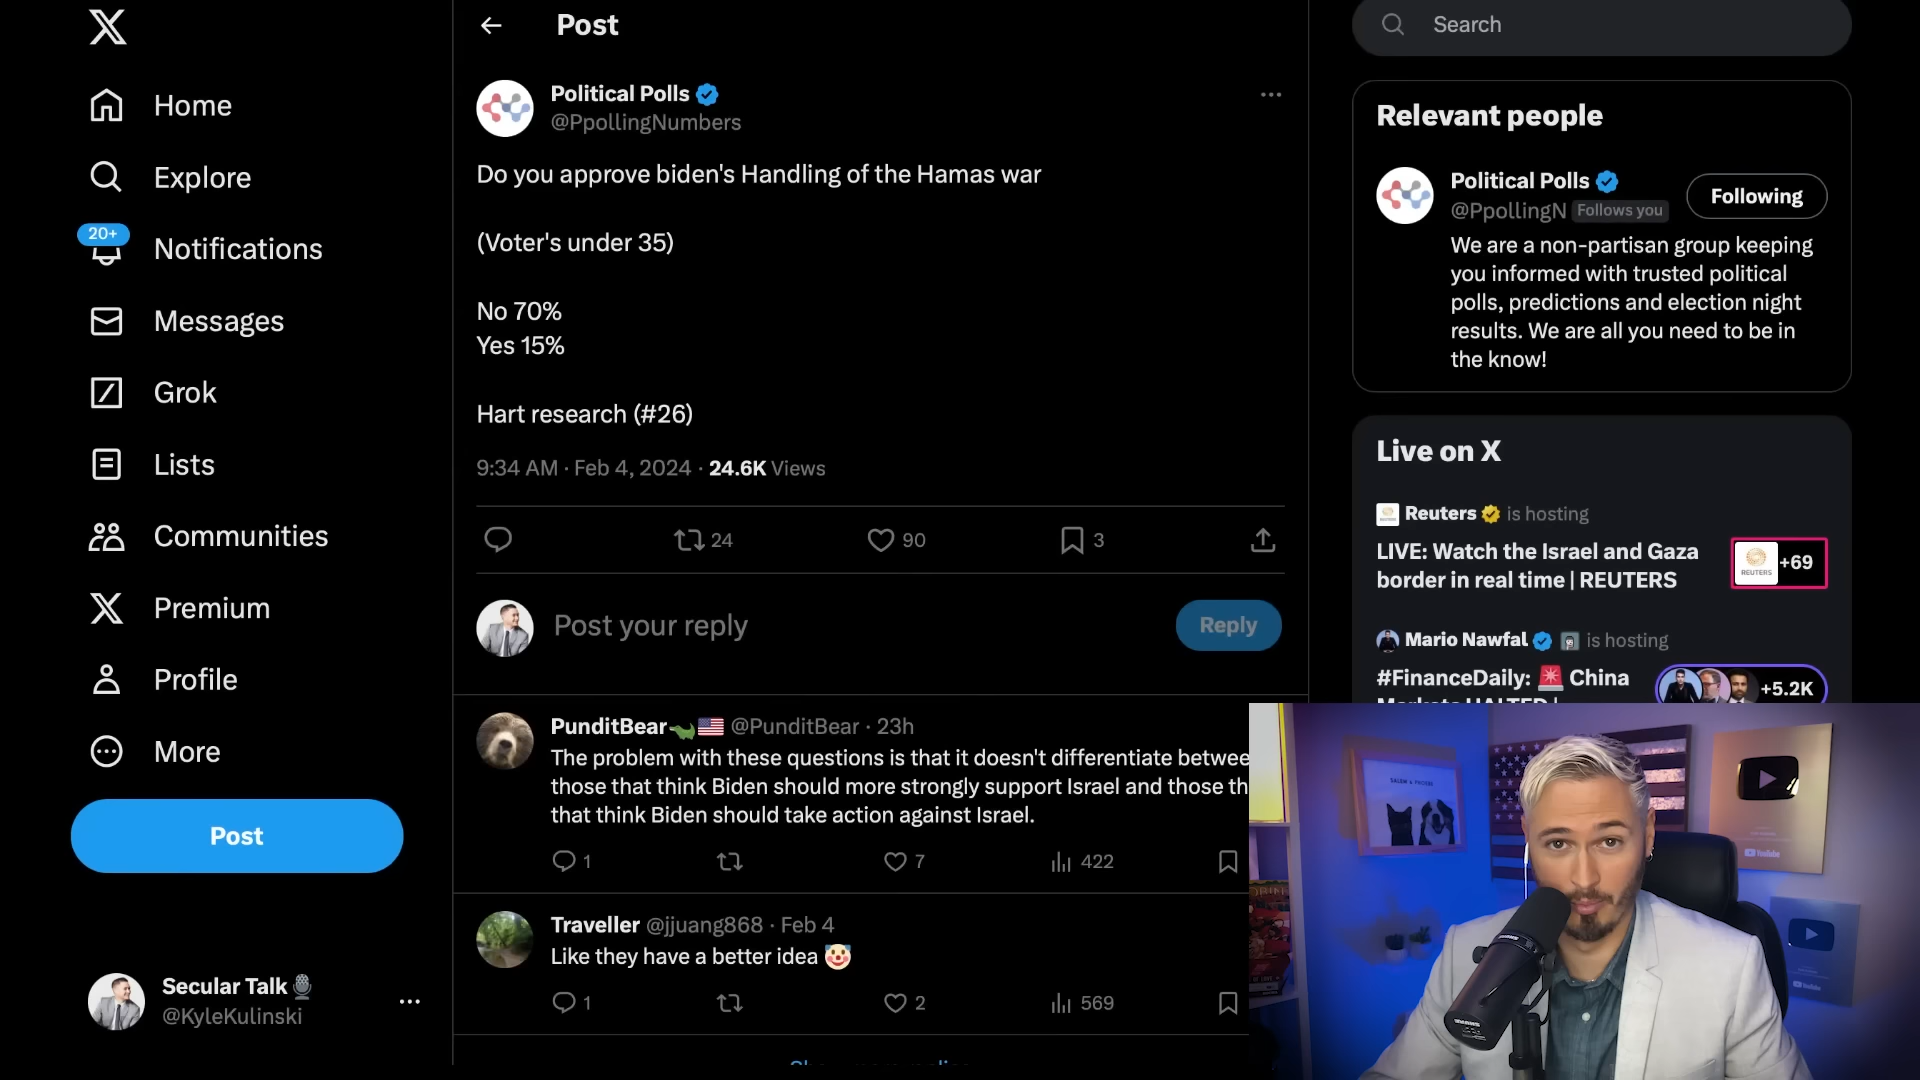 Home
Explore
20+
Notifications
Messages
Grok
Lists
Communities
Premium
Profile
More
Post
Secular Talk
@KyleKulinski
Post
Political Polls
@PpollingNumbers
Do you approve biden's Handling of the Hamas war
(Voter's under 35)
No 70%
Yes 15%
Hart research (#26)
9:34 AM · Feb 4, 2024 · 24.6K Views
24 90 3
Post your reply
Reply
PunditBear @PunditBear · 23h
The problem with these questions is that it doesn't differentiate betwee
those that think Biden should more strongly support Israel and those th
that think Biden should take action against Israel.
1 7 422
Traveller @jjuang868 · Feb 4
Like they have a better idea
1 2 569
Search
Relevant people
Political Polls
@PpollingN Follows you
Following
We are a non-partisan group keeping
you informed with trusted political
polls, predictions and election night
results. We are all you need to be in
the know!
Live on X
Reuters is hosting
LIVE: Watch the Israel and Gaza
border in real time | REUTERS
REUTERS
+69
Mario Nawfal is hosting
#FinanceDaily: China
+5.2K
SALEM & PHOEBE
YouTube
YouTube